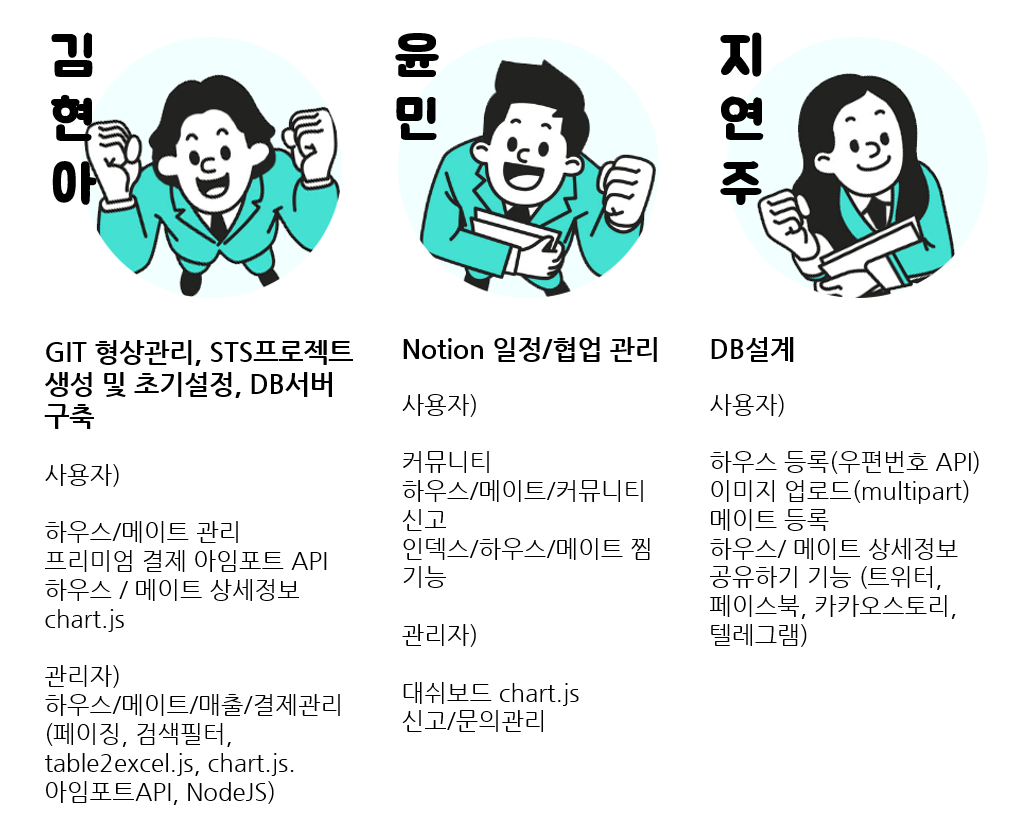 김
현
아
GIT 형상관리, STS프로젝트
생성 및 초기설정, DB서버
구축
사용자)
하우스/메이트 관리
프리미엄 결제 아임포트 API
하우스 / 메이트 상세정보
chart.js
관리자)
하우스/메이트/매출/결제관리
(페이징, 검색필터,
table2excel.js, chart.js.
아임포트API, NodeJS)
윤
민
Notion 일정/협업 관리
사용자)
커뮤니티
하우스/메이트/커뮤니티
신고
인덱스/하우스/메이트 찜
기능
관리자)
대쉬보드 chart.js
신고/문의관리
지
연
주
DB설계
사용자)
하우스 등록(우편번호 API)
이미지 업로드(multipart)
메이트 등록
하우스/ 메이트 상세정보
공유하기 기능 (트위터,
페이스북, 카카오스토리,
텔레그램)